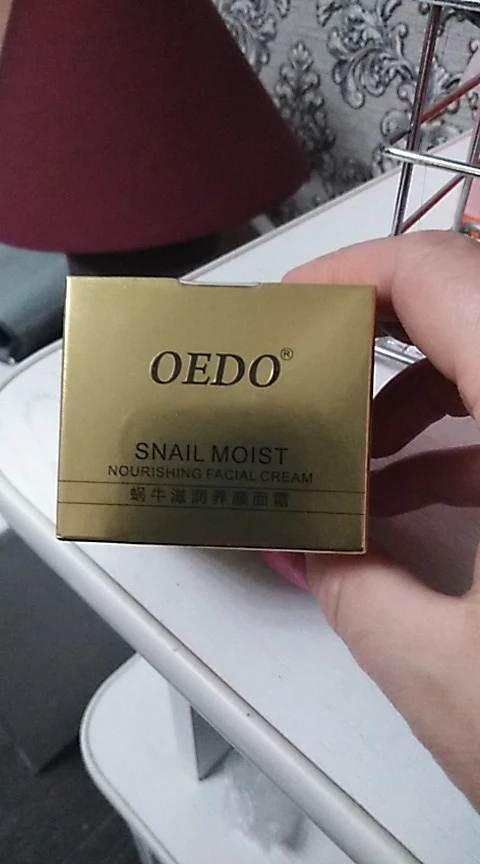 OEDO®
SNAIL MOIST
NOURISHING FACIAL CREAM
蜗牛滋润养颜面霜